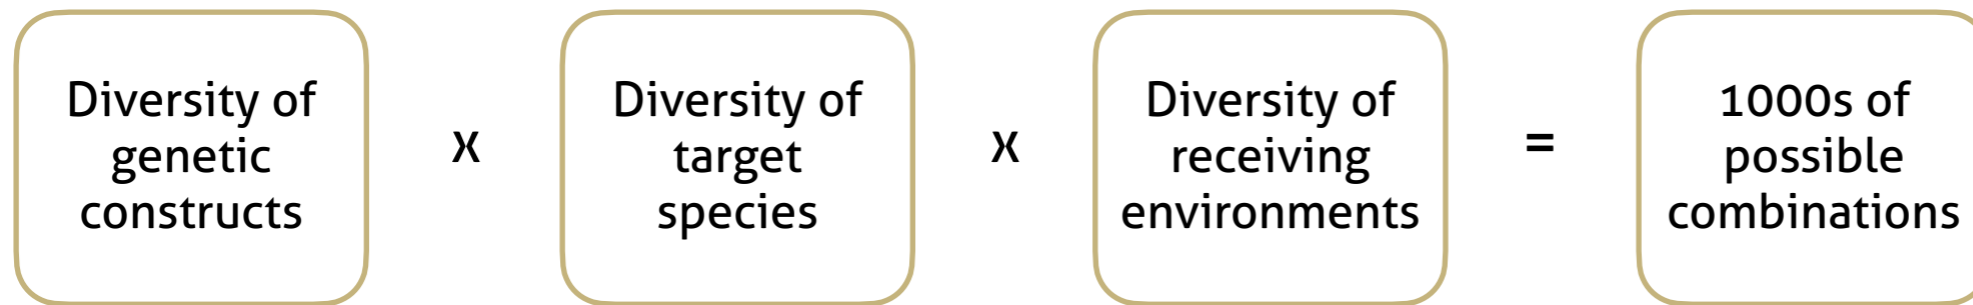 Diversity of
genetic
constructs
x
Diversity of
target
species
x
Diversity of
receiving
environments
=
1000s of
possible
combinations